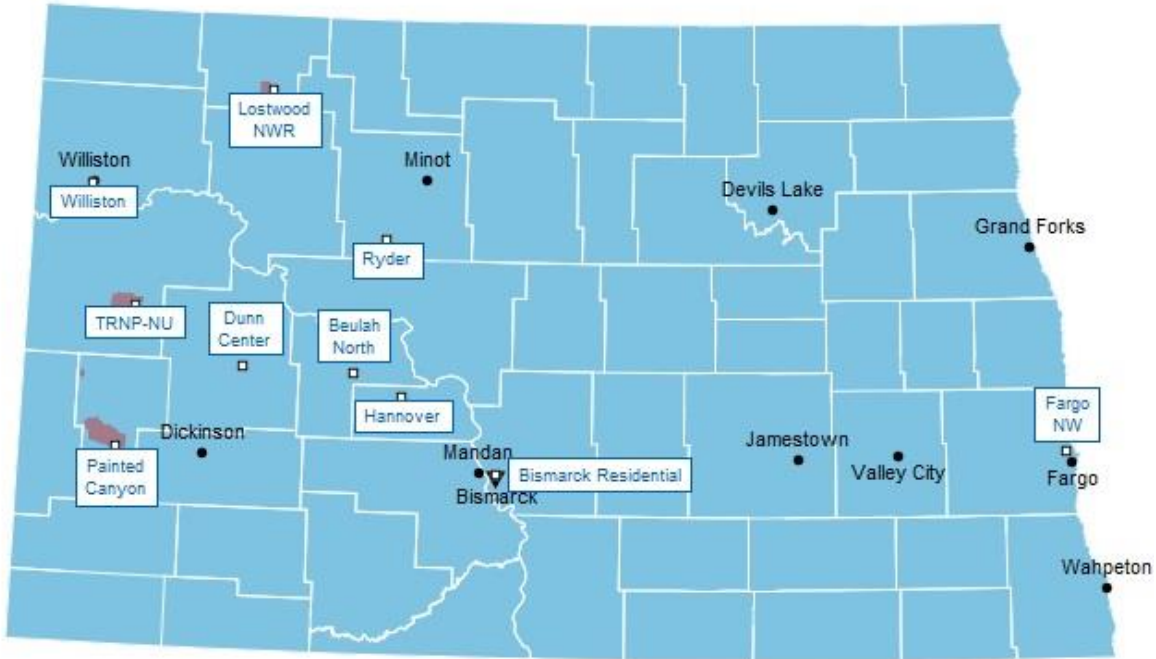 Lostwood
NWR
Williston
Minot
Devils Lake
Williston
Grand Forks
Ryder
TRNP-NU
Dunn
Center
Beulah
North
Hannover
Fargo
NW
Dickinson
Mandan
Jamestown
Painted
Canyon
Bismarck Residential
Valley City
Fargo
Bismarck
Wahpeton